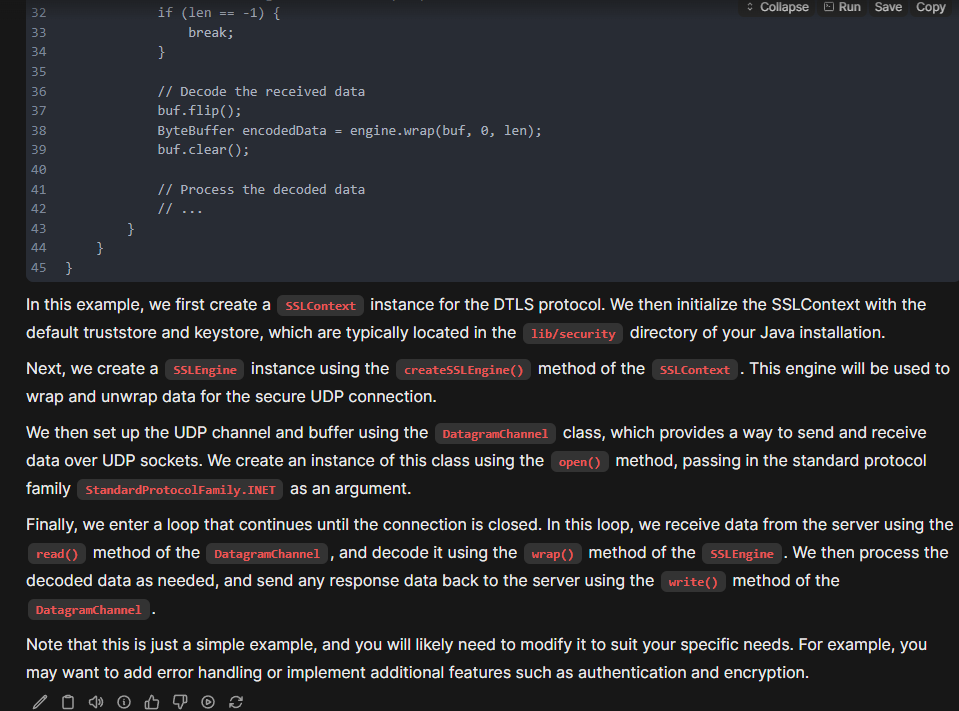 Collapse Run Save Copy
32 if (len == -1) {
33 break;
34 }
35
36 // Decode the received data
37 buf.flip();
38 ByteBuffer encodedData = engine.wrap(buf, 0, len);
39 buf.clear();
40
41 // Process the decoded data
42 // ...
43 }
44 }
45 }
In this example, we first create a SSLContext instance for the DTLS protocol. We then initialize the SSLContext with the
default truststore and keystore, which are typically located in the lib/security directory of your Java installation.
Next, we create a SSLEngine instance using the createSSLEngine() method of the SSLContext. This engine will be used to
wrap and unwrap data for the secure UDP connection.
We then set up the UDP channel and buffer using the DatagramChannel class, which provides a way to send and receive
data over UDP sockets. We create an instance of this class using the open() method, passing in the standard protocol
family StandardProtocolFamily.INET as an argument.
Finally, we enter a loop that continues until the connection is closed. In this loop, we receive data from the server using the
read() method of the DatagramChannel, and decode it using the wrap() method of the SSLEngine. We then process the
decoded data as needed, and send any response data back to the server using the write() method of the
DatagramChannel.
Note that this is just a simple example, and you will likely need to modify it to suit your specific needs. For example, you
may want to add error handling or implement additional features such as authentication and encryption.